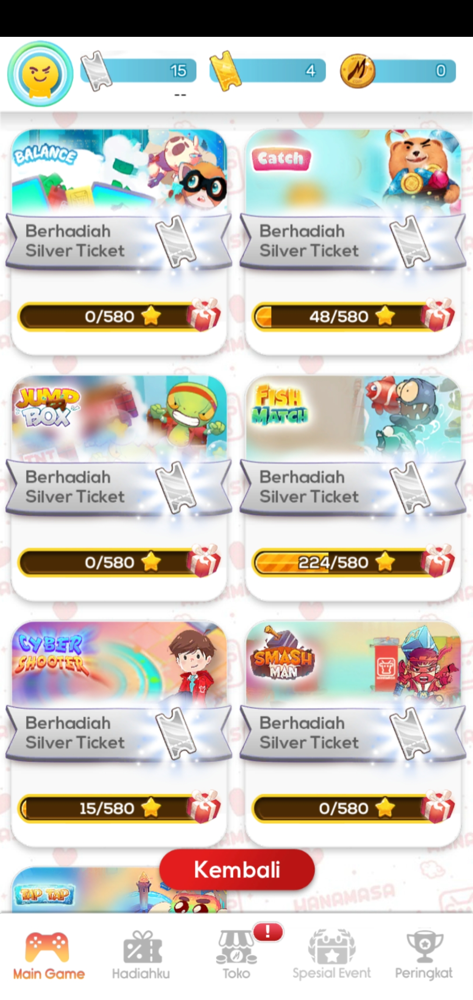 15
4
0
--
BALANCE
Catch
Berhadiah
Silver Ticket
Berhadiah
Silver Ticket
0/580
48/580
JUMP
BOX
FISH
MATCH
TNT
Berhadiah
Silver Ticket
Berhadiah
Silver Ticket
0/580
224/580
CYBER
SHOOTER
SMASH
MAN
HANAMASA
Berhadiah
Silver Ticket
Berhadiah
Silver Ticket
15/580
0/580
Kembali
TAP TAP
HANAMASA
!
Main Game
Hadiahku
Toko
Spesial Event
Peringkat